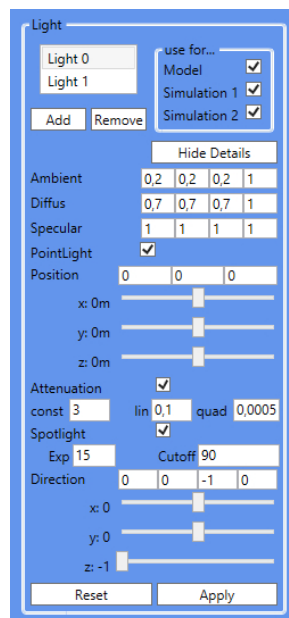 Light
Light 0
Light 1
use for...
Model
Simulation 1
Simulation 2
Add Remove
Hide Details
Ambient 0,2 0,2 0,2 1
Diffus 0,7 0,7 0,7 1
Specular 1 1 1 1
PointLight
Position 0 0 0
x: 0m
y: 0m
z: 0m
Attenuation
const 3 lin 0,1 quad 0,0005
Spotlight
Exp 15 Cutoff 90
Direction 0 0 -1 0
x: 0
y: 0
z: -1
Reset Apply